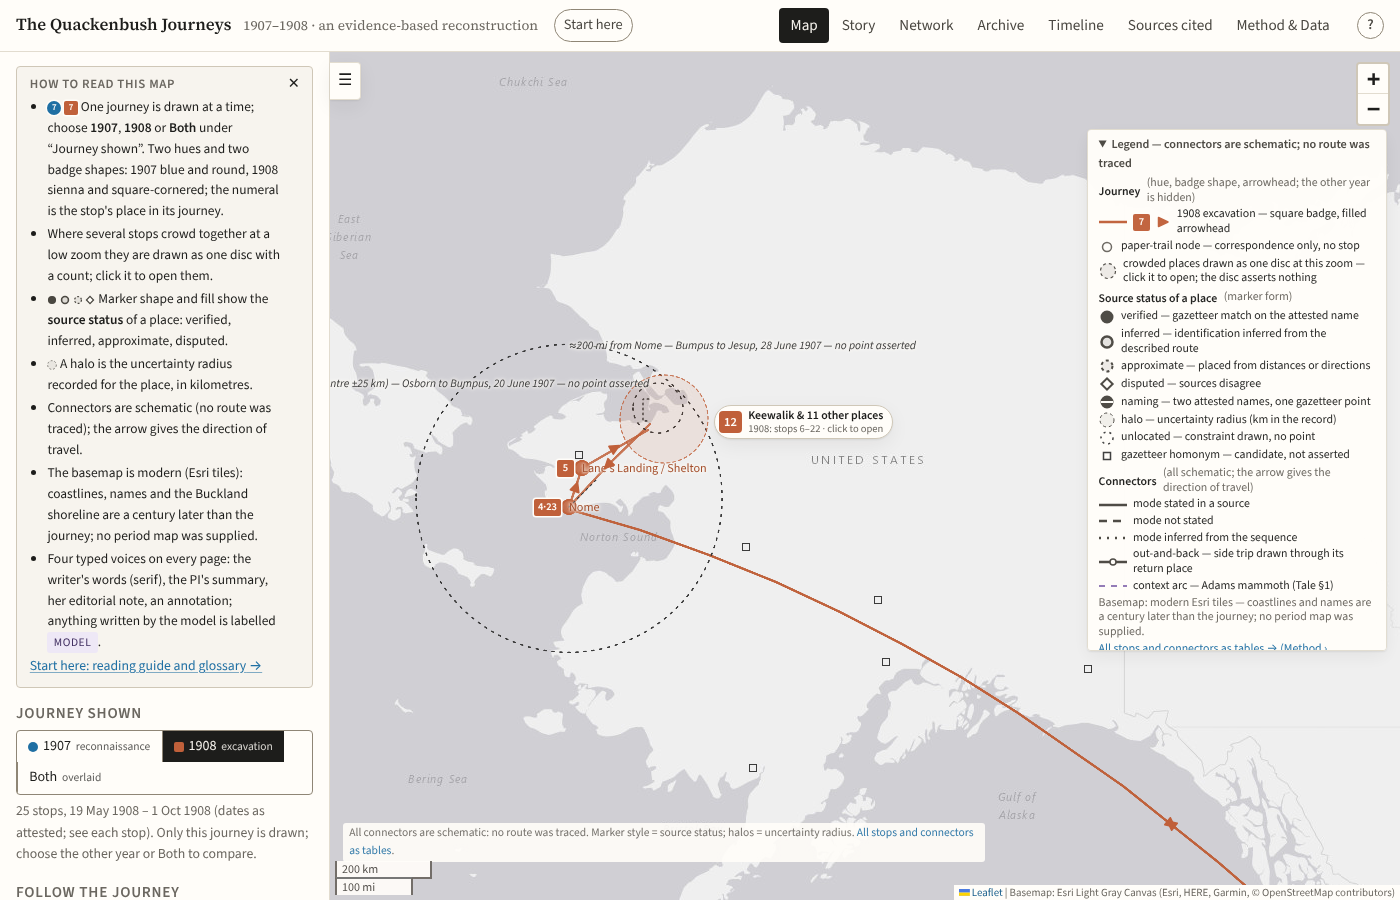 The Quackenbush Journeys 1907–1908 · an evidence-based reconstruction Start here Map Story Network Archive Timeline Sources cited Method & Data ?
HOW TO READ THIS MAP ✕
7 7 One journey is drawn at a time;
choose 1907, 1908 or Both under
“Journey shown”. Two hues and two
badge shapes: 1907 blue and round, 1908
sienna and square-cornered; the numeral
is the stop's place in its journey.
Where several stops crowd together at a
low zoom they are drawn as one disc with
a count; click it to open them.
Marker shape and fill show the
source status of a place: verified,
inferred, approximate, disputed.
A halo is the uncertainty radius
recorded for the place, in kilometres.
Connectors are schematic (no route was
traced); the arrow gives the direction of
travel.
The basemap is modern (Esri tiles):
coastlines, names and the Buckland
shoreline are a century later than the
journey; no period map was supplied.
Four typed voices on every page: the
writer's words (serif), the PI's summary,
her editorial note, an annotation;
anything written by the model is labelled
MODEL .
Start here: reading guide and glossary →
JOURNEY SHOWN
1907 reconnaissance 1908 excavation
Both overlaid
25 stops, 19 May 1908 – 1 Oct 1908 (dates as
attested; see each stop). Only this journey is drawn;
choose the other year or Both to compare.
FOLLOW THE JOURNEY
☰
Chukchi Sea
East
Siberian
Sea
≈200 mi from Nome — Bumpus to Jesup, 28 June 1907 — no point asserted
ntre ±25 km) — Osborn to Bumpus, 20 June 1907 — no point asserted
12 Keewalik & 11 other places
1908: stops 6–22 · click to open
UNITED STATES
5 Lane's Landing / Shelton
4·23 Nome
Norton Sound
Bering Sea
Gulf of
Alaska
All connectors are schematic: no route was traced. Marker style = source status; halos = uncertainty radius. All stops and connectors
as tables.
200 km
100 mi
+
−
▼ Legend — connectors are schematic; no route was
traced
Journey (hue, badge shape, arrowhead; the other year
is hidden)
7 1908 excavation — square badge, filled
arrowhead
paper-trail node — correspondence only, no stop
crowded places drawn as one disc at this zoom —
click it to open; the disc asserts nothing
Source status of a place (marker form)
verified — gazetteer match on the attested name
inferred — identification inferred from the
described route
approximate — placed from distances or directions
disputed — sources disagree
naming — two attested names, one gazetteer point
halo — uncertainty radius (km in the record)
unlocated — constraint drawn, no point
gazetteer homonym — candidate, not asserted
Connectors (all schematic; the arrow gives the
direction of travel)
mode stated in a source
mode not stated
mode inferred from the sequence
out-and-back — side trip drawn through its
return place
context arc — Adams mammoth (Tale §1)
Basemap: modern Esri tiles — coastlines and names are
a century later than the journey; no period map was
supplied.
All stops and connectors as tables → (Method ›
Leaflet | Basemap: Esri Light Gray Canvas (Esri, HERE, Garmin, © OpenStreetMap contributors)